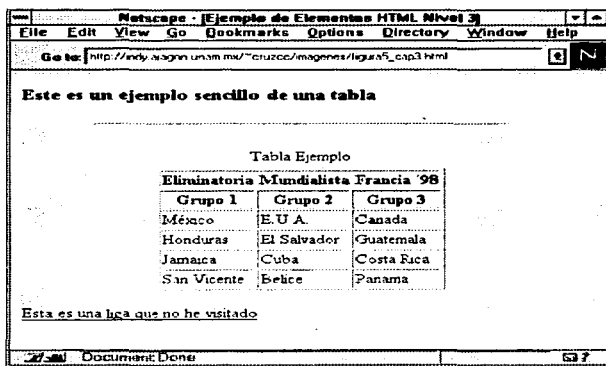 Netscape - [Ejemplo de Elementos HTML Nivel 3]
File Edit View Go Bookmarks Options Directory Window Help
Go to: http://indy.aragon.unam.mx/~cruzcc/imagenes/figura5_cap3.html
Este es un ejemplo sencillo de una tabla
Tabla Ejemplo
Eliminatoria Mundialista Francia '98
Grupo 1 Grupo 2 Grupo 3
México E.U.A. Canada
Honduras El Salvador Guatemala
Jamaica Cuba Costa Rica
San Vicente Belice Panama
Esta es una liga que no he visitado
Document: Done